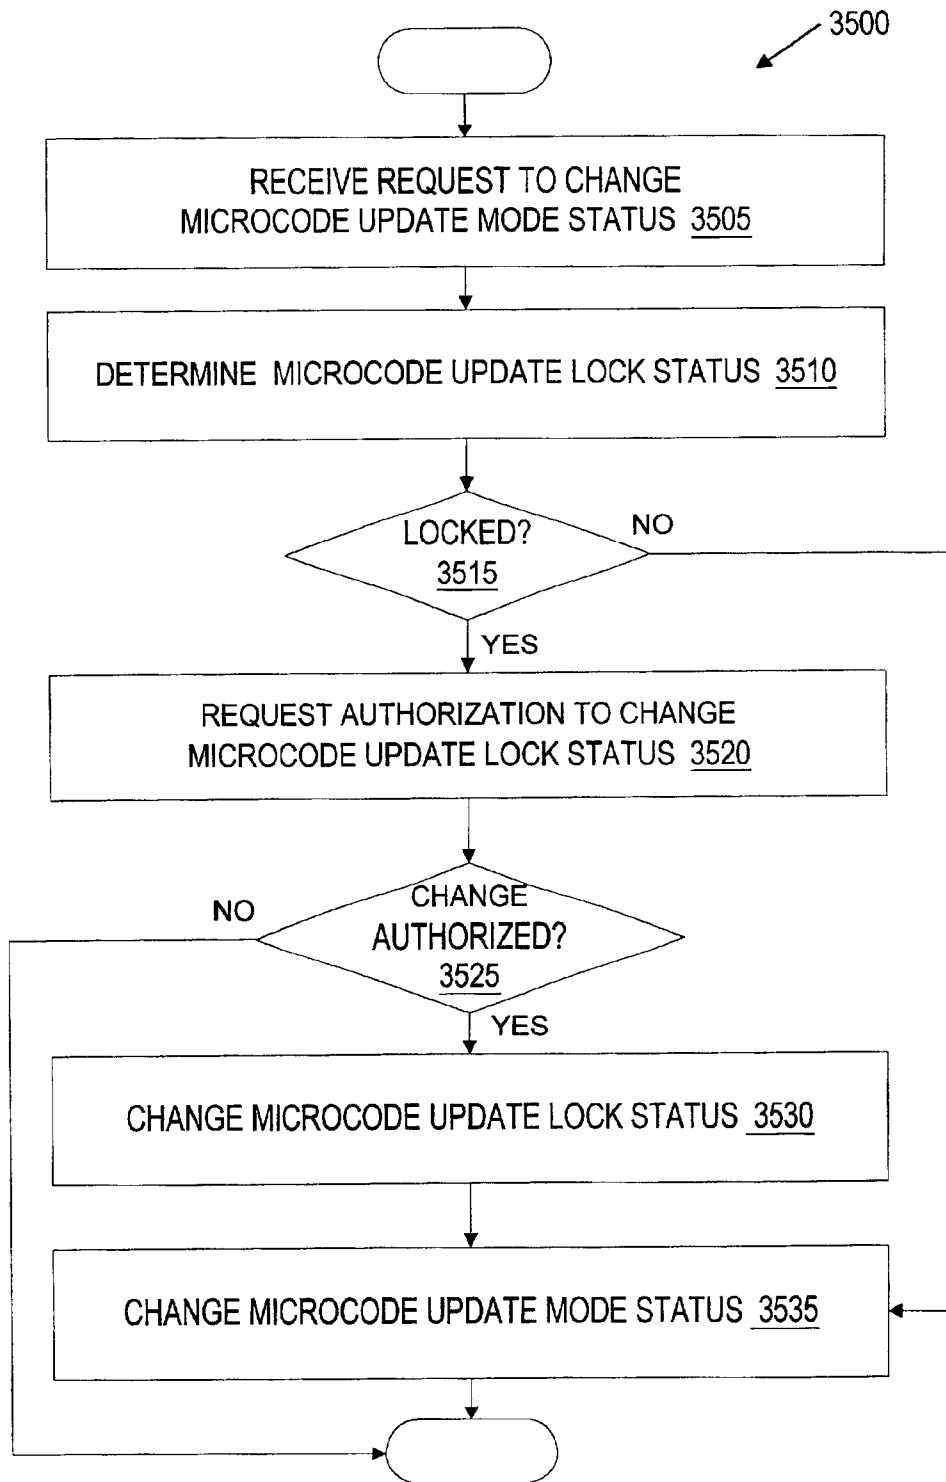 3500
RECEIVE REQUEST TO CHANGE
MICROCODE UPDATE MODE STATUS 3505
DETERMINE MICROCODE UPDATE LOCK STATUS 3510
LOCKED?
3515
NO
YES
REQUEST AUTHORIZATION TO CHANGE
MICROCODE UPDATE LOCK STATUS 3520
CHANGE
AUTHORIZED?
3525
NO
YES
CHANGE MICROCODE UPDATE LOCK STATUS 3530
CHANGE MICROCODE UPDATE MODE STATUS 3535